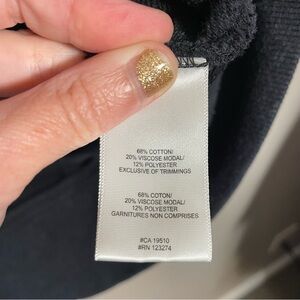 68% COTTON/
20% VISCOSE MODAL/
12% POLYESTER
EXCLUSIVE OF TRIMMINGS
68% COTON/
20% VISCOSE MODAL/
12% POLYESTER
GARNITURES NON COMPRISES
#CA 19510
#RN 123274